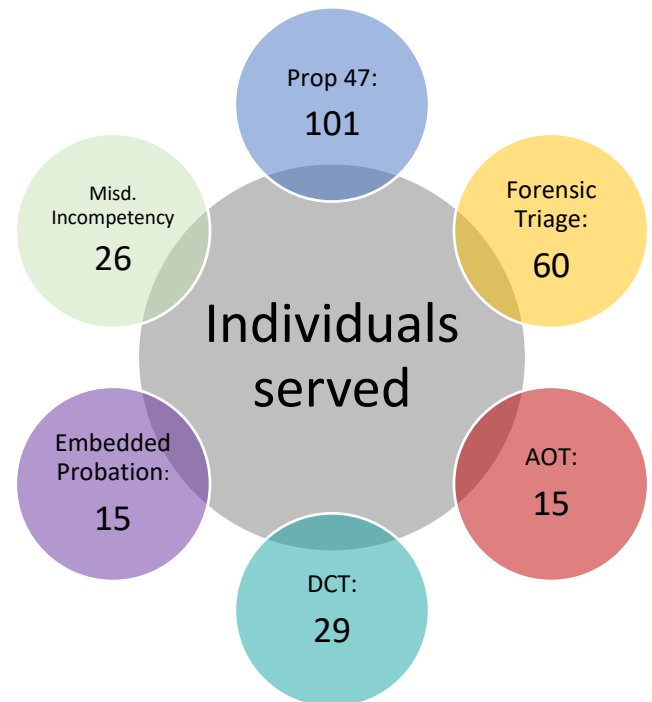 Prop 47:
101
Forensic
Triage:
60
AOT:
15
DCT:
29
Embedded
Probation:
15
Misd.
Incompetency
26
Individuals
served